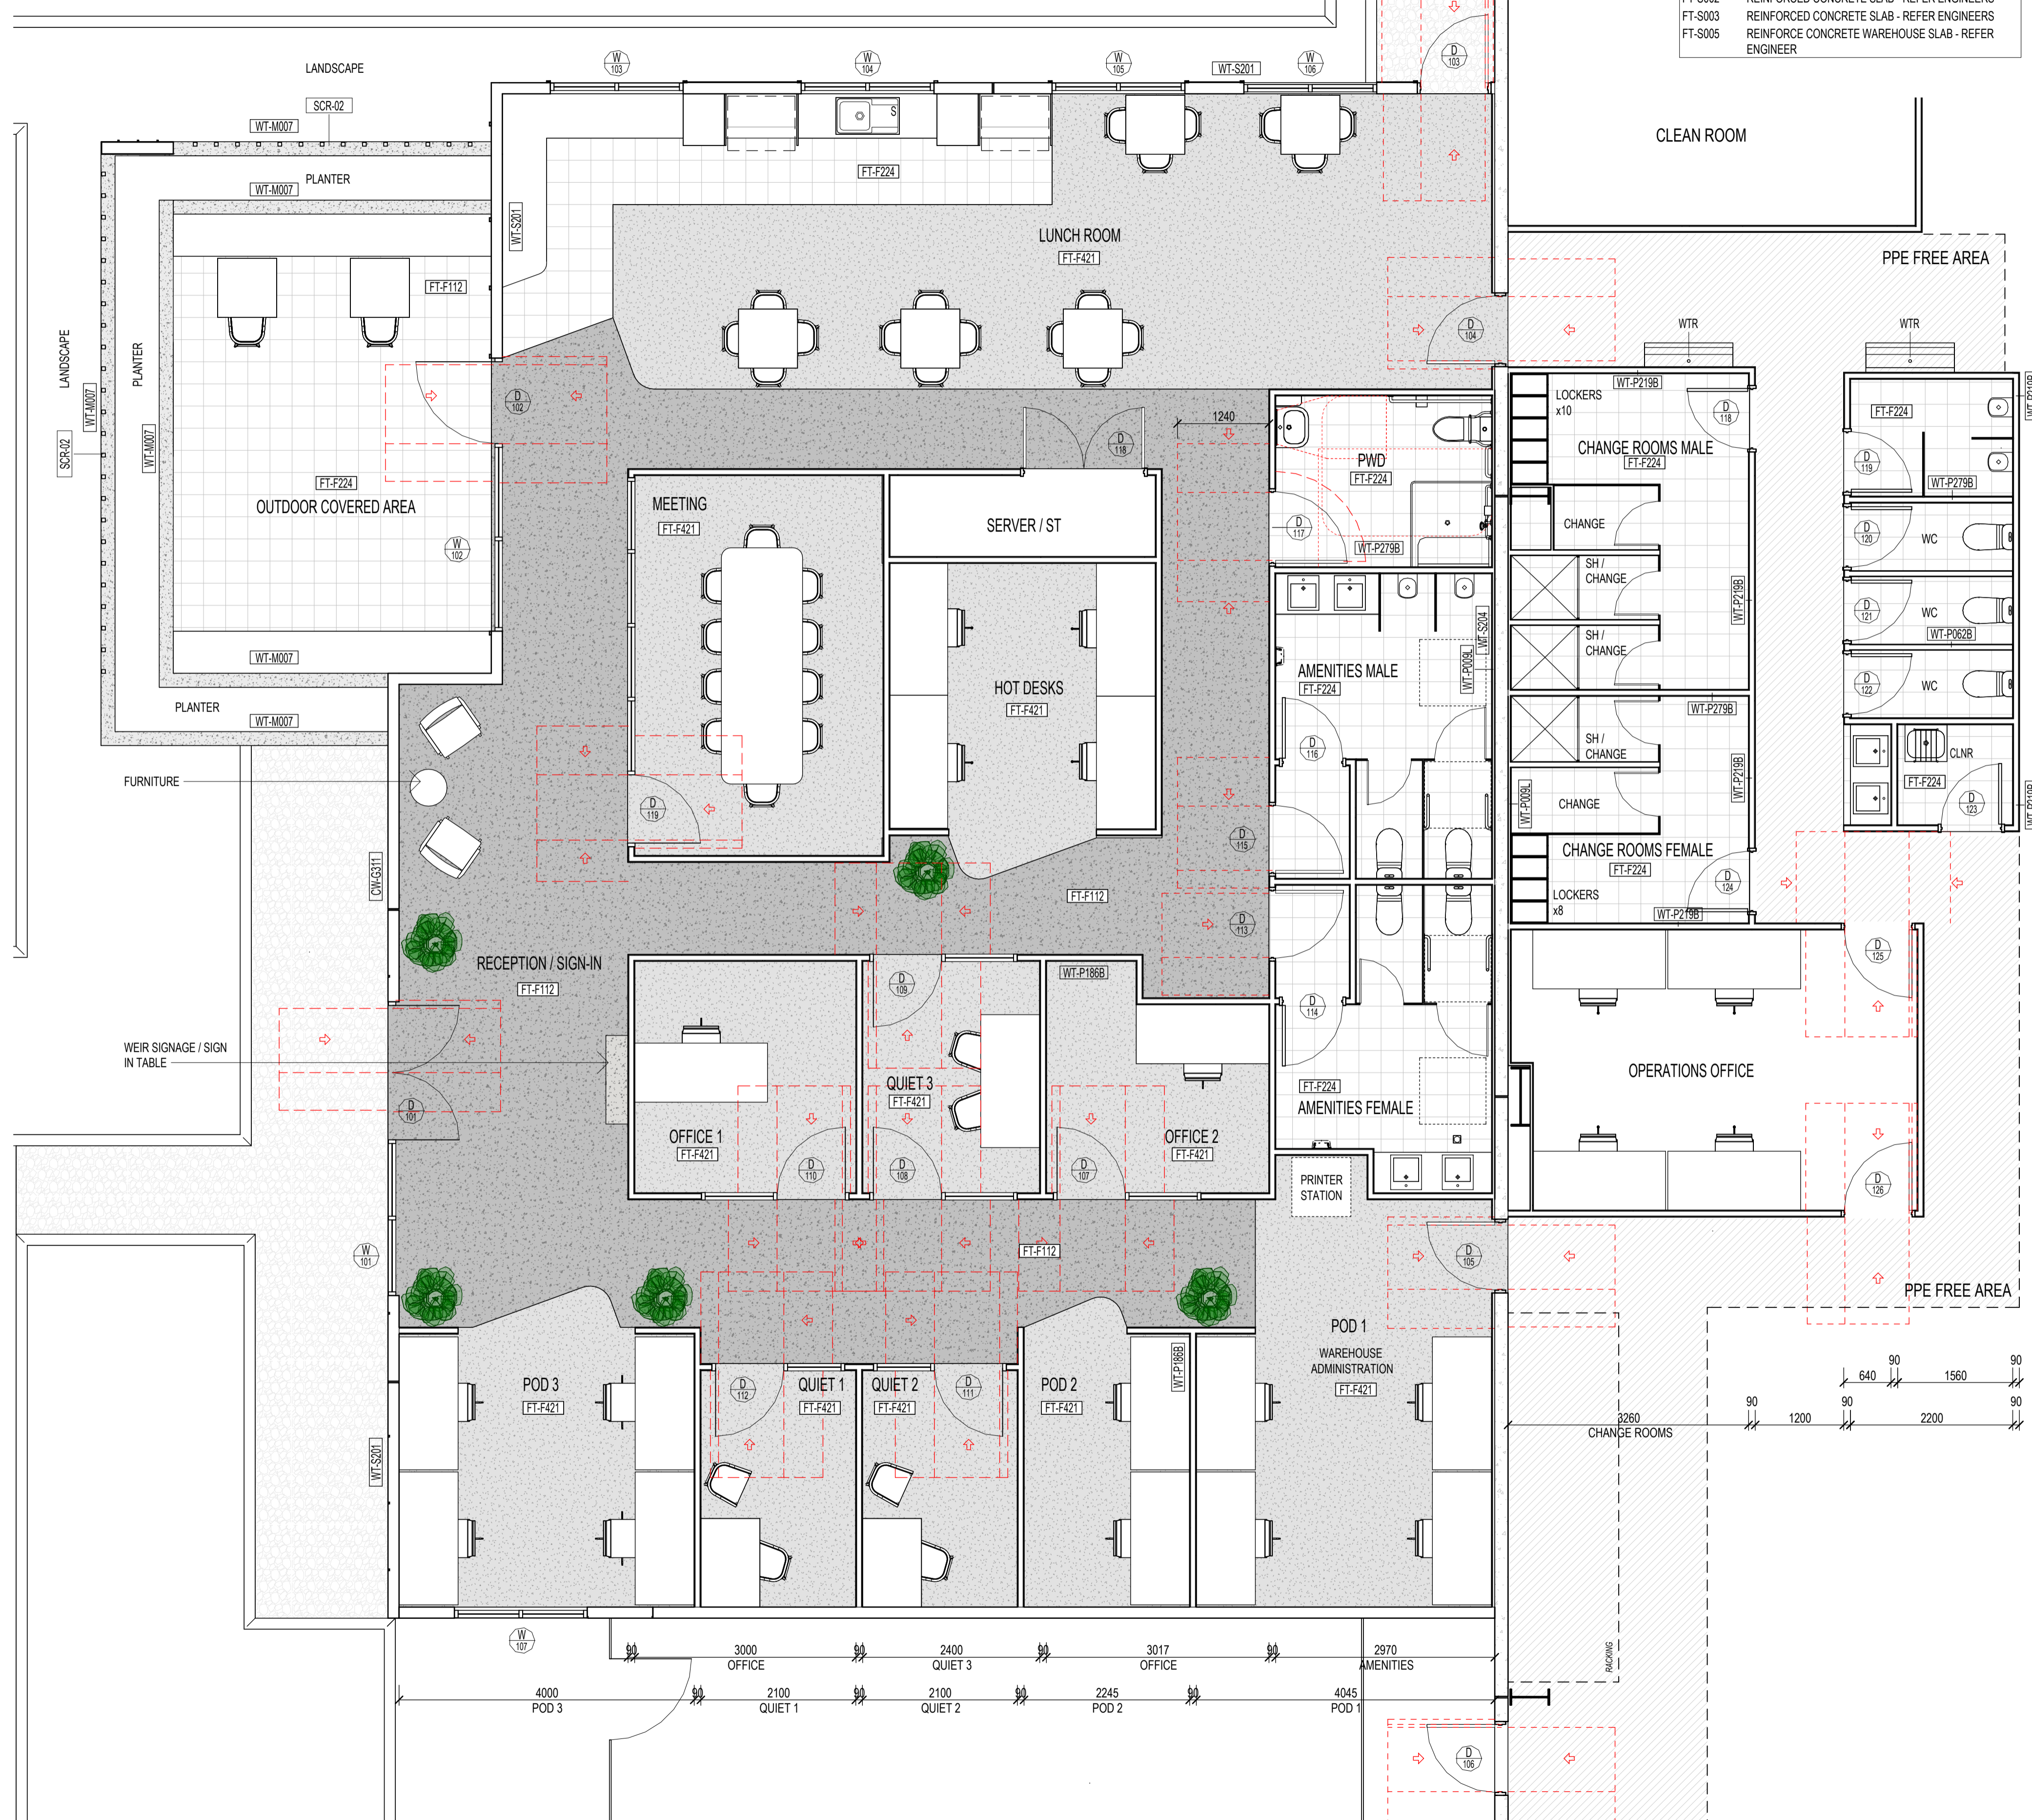 FT-S003 REINFORCED CONCRETE SLAB - REFER ENGINEERS
FT-S005 REINFORCE CONCRETE WAREHOUSE SLAB - REFER
ENGINEER
LANDSCAPE
SCR-02
WT-M007
PLANTER
WT-M007
W
103
W
104
W
105
WT-S201
W
106
D
103
CLEAN ROOM
S
FT-F224
WT-S201
LUNCH ROOM
FT-F421
PPE FREE AREA
FT-F112
D
104
WTR
WTR
LANDSCAPE
WT-M007
SCR-02
PLANTER
WT-M007
D
102
FT-F224
OUTDOOR COVERED AREA
W
102
WT-M007
PLANTER
WT-M007
1240
D
118
MEETING
FT-F421
SERVER / ST
PWD
FT-F224
D
117
WT-P279B
HOT DESKS
FT-F421
WT-S204
WT-P009L
AMENITIES MALE
FT-F224
D
116
D
115
D
119
WT-P219B
LOCKERS
x10
D
118
CHANGE ROOMS MALE
FT-F224
CHANGE
SH /
CHANGE
WT-P219B
SH /
CHANGE
WT-P279B
SH /
CHANGE
WT-P219B
WT-P009L
CHANGE
CHANGE ROOMS FEMALE
FT-F224
LOCKERS
x8
D
124
WT-P219B
FT-F224
D
119
WT-P279B
D
120
WC
D
121
WC
WT-P062B
D
122
WC
CLNR
FT-F224
D
123
FURNITURE
CW-G311
FT-F112
D
113
RECEPTION / SIGN-IN
FT-F112
D
109
WT-P186B
D
114
D
125
WEIR SIGNAGE / SIGN
IN TABLE
D
101
QUIET 3
FT-F421
OFFICE 1
FT-F421
D
110
D
108
D
107
OFFICE 2
FT-F421
FT-F224
AMENITIES FEMALE
OPERATIONS OFFICE
PRINTER
STATION
D
126
W
101
FT-F112
D
105
PPE FREE AREA
POD 1
WAREHOUSE
ADMINISTRATION
FT-F421
POD 3
FT-F421
D
112
QUIET 1
FT-F421
QUIET 2
FT-F421
D
111
POD 2
FT-F421
WT-P186B
WT-S201
90
90
640
1560
90
90
90
3260
1200
2200
CHANGE ROOMS
W
107
90
3000
90
2400
90
3017
90
2970
OFFICE
QUIET 3
OFFICE
AMENITIES
RACKING
4000
90
2100
90
2100
90
2245
90
4045
POD 3
QUIET 1
QUIET 2
POD 2
POD 1
D
106